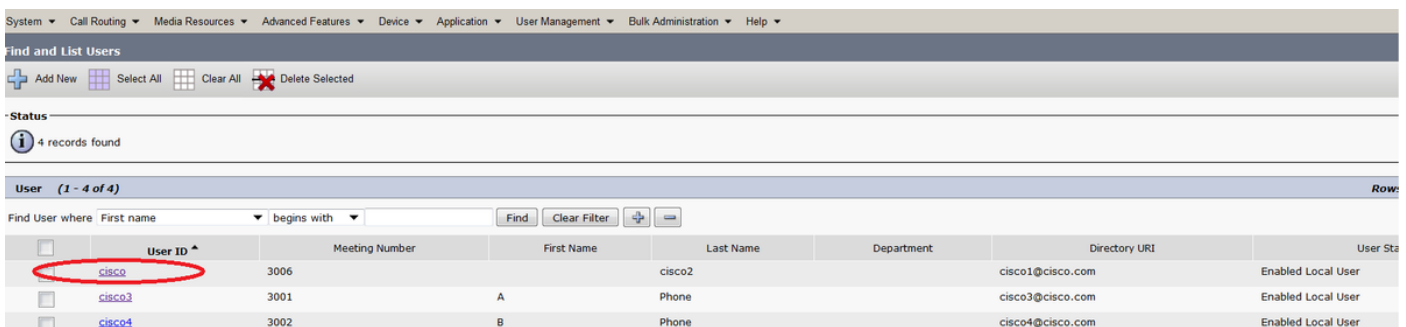 System Call Routing Media Resources Advanced Features Device Application User Management Bulk Administration Help
Find and List Users
Add New Select All Clear All Delete Selected
Status
4 records found
User (1 - 4 of 4) Rows
Find User where First name begins with Find Clear Filter
User ID Meeting Number First Name Last Name Department Directory URI User Sta
cisco 3006 cisco2 cisco1@cisco.com Enabled Local User
cisco3 3001 A Phone cisco3@cisco.com Enabled Local User
cisco4 3002 B Phone cisco4@cisco.com Enabled Local User